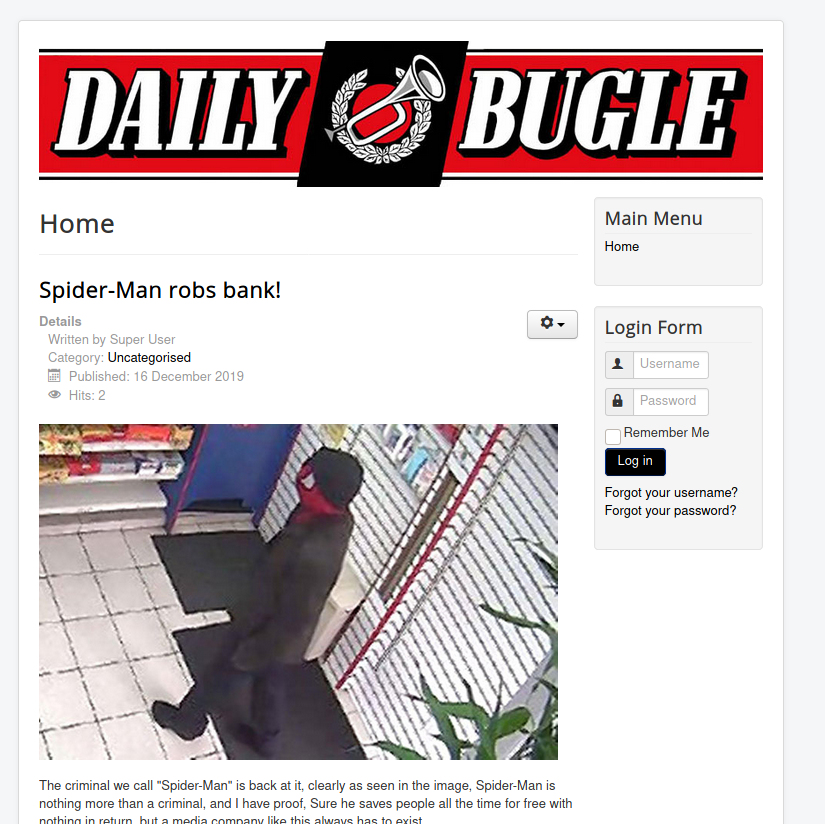 DAILY BUGLE
Home
Spider-Man robs bank!
Details
Written by Super User
Category: Uncategorised
Published: 16 December 2019
Hits: 2
The criminal we call "Spider-Man" is back at it, clearly as seen in the image, Spider-Man is
nothing more than a criminal, and I have proof, Sure he saves people all the time for free with
nothing in return, but a media company like this always has to exist
Main Menu
Home
Login Form
Username
Password
Remember Me
Log in
Forgot your username?
Forgot your password?